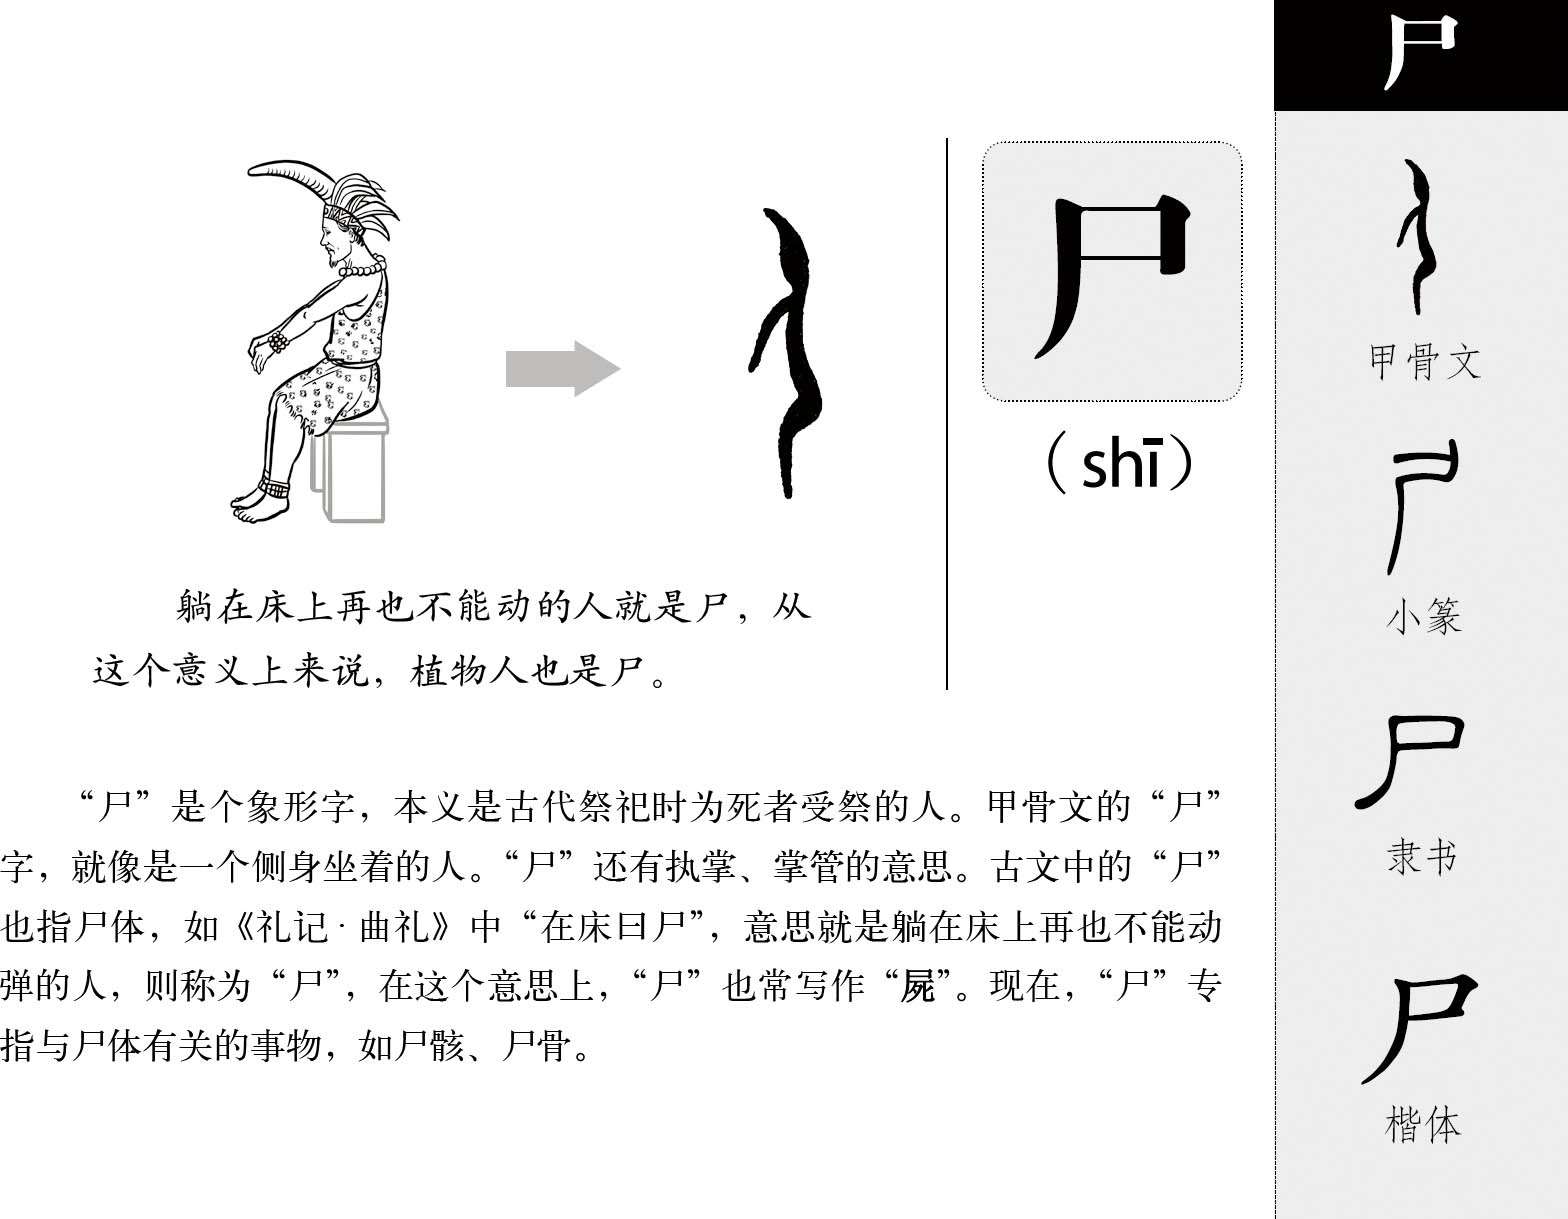 尸
尸
（shī）
躺在床上再也不能动的人就是尸，从
这个意义上来说，植物人也是尸。
“尸”是个象形字，本义是古代祭祀时为死者受祭的人。甲骨文的“尸”
字，就像是一个侧身坐着的人。“尸”还有执掌、掌管的意思。古文中的“尸”
也指尸体，如《礼记·曲礼》中“在床曰尸”，意思就是躺在床上再也不能动
弹的人，则称为“尸”，在这个意思上，“尸”也常写作“屍”。现在，“尸”专
指与尸体有关的事物，如尸骸、尸骨。
甲骨文
尸
小篆
尸
隶书
尸
楷体